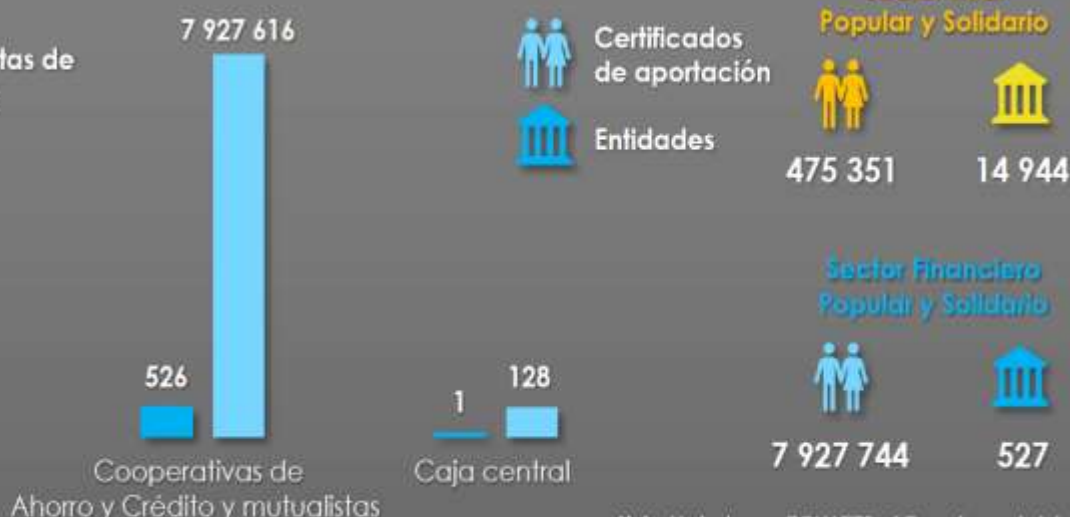 7 927 616
tas de
526
1
128
Cooperativas de
Ahorro y Crédito y mutualistas
Caja central
Certificados
de aportación
Entidades
Popular y Solidario
475 351
14 944
Sector Financiero
Popular y Solidario
7 927 744
527